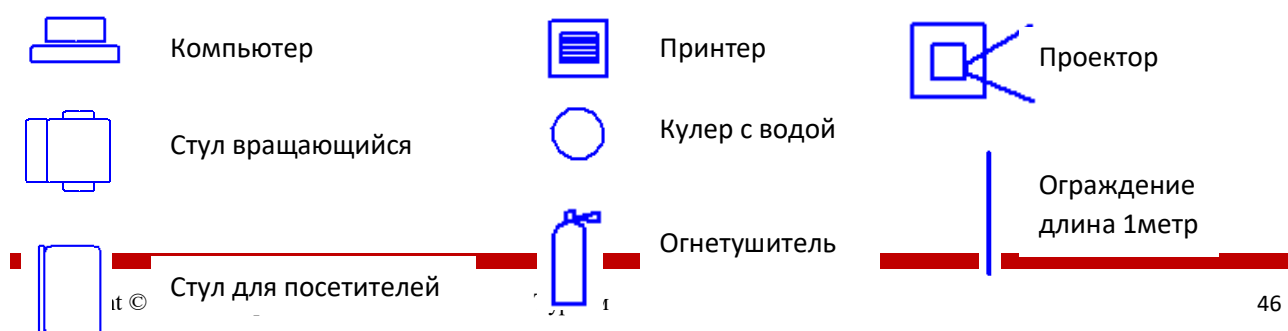 Компьютер
Принтер
Проектор
Стул вращающийся
Кулер с водой
Ограждение
длина 1метр
Огнетушитель
Стул для посетителей
©
46